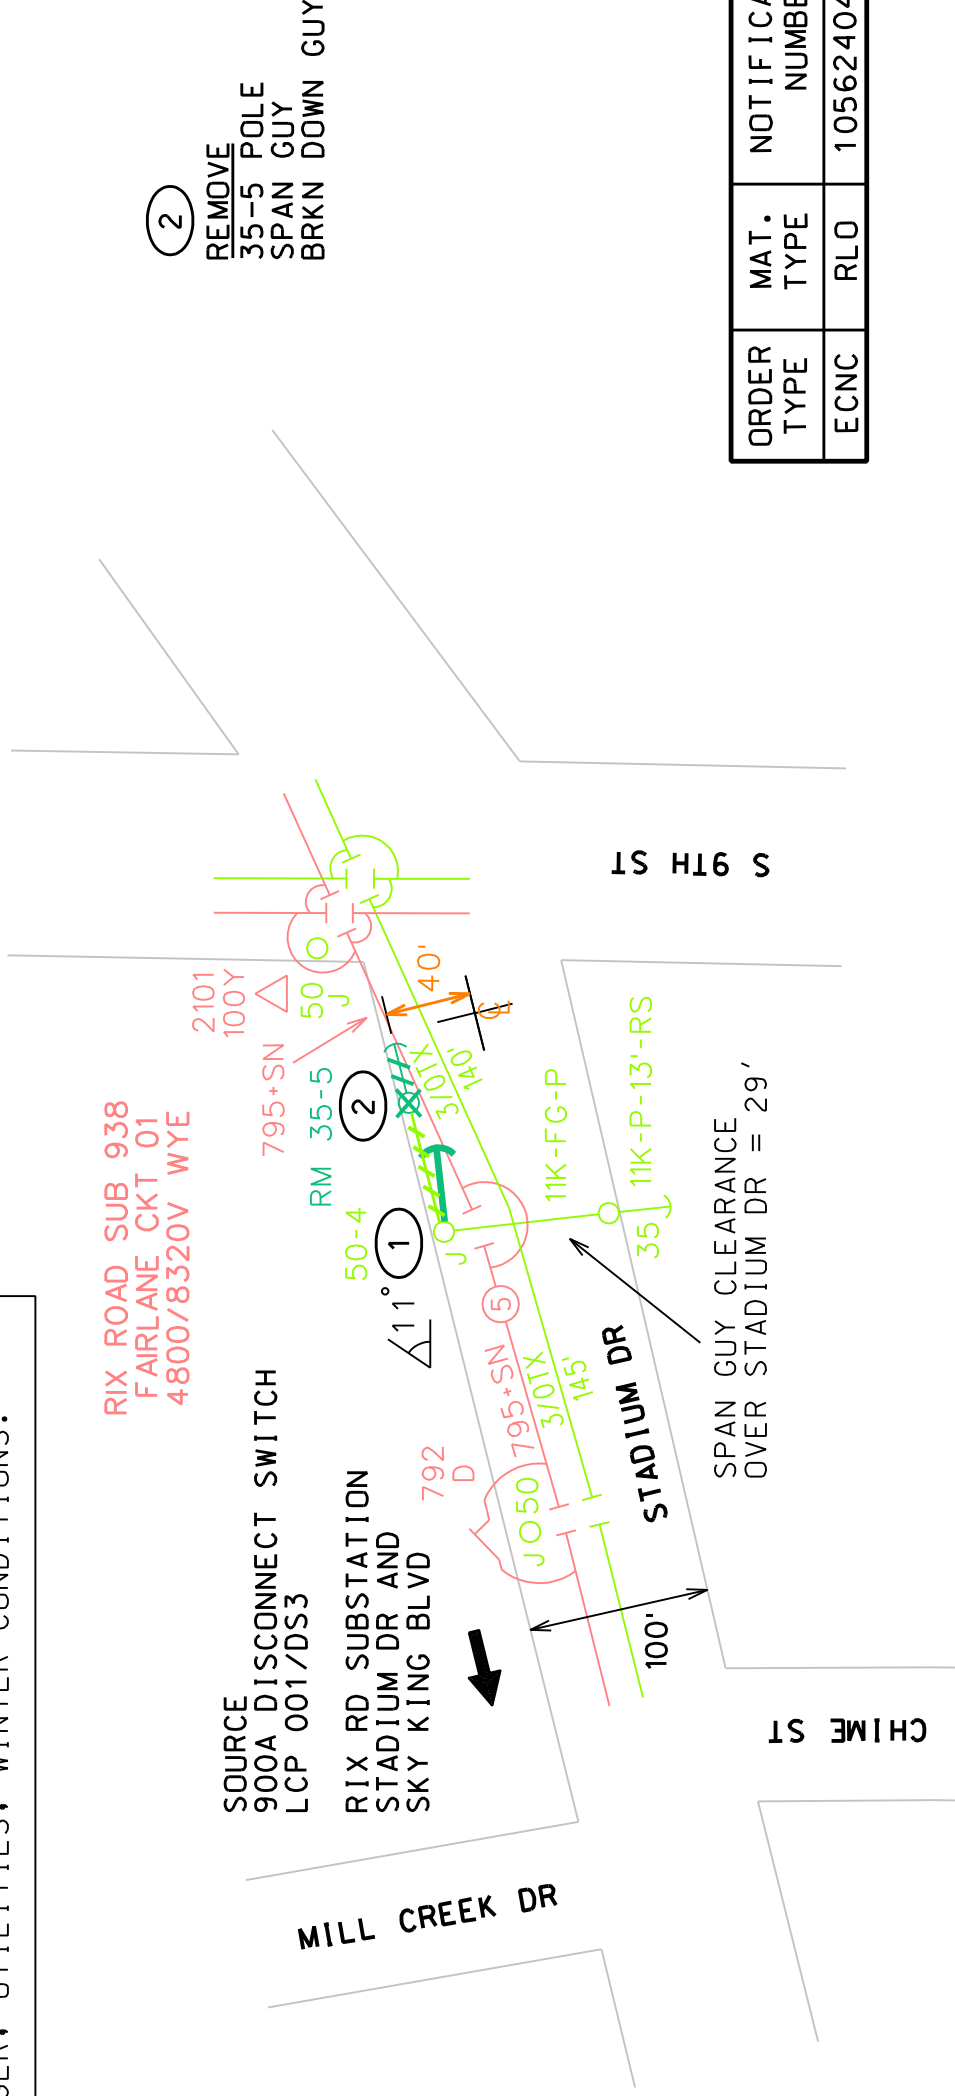 2
REMOVE
35-5 POLE
SPAN GUY
BRKN DOWN GUY
RIX ROAD SUB 938
FAIRLANE CKT 01
4800/8320V WYE
SOURCE
900A DISCONNECT SWITCH
LCP 001/DS3
RIX RD SUBSTATION
STADIUM DR AND
SKY KING BLVD
792
D
J
50
795+SN
3/0TX
145'
5
11°
50-4
1
J
RM 35-5
2
795+SN
2101
100Y
50
J
3/0TX
140'
40'
℄
11K-FG-P
35
11K-P-13'-RS
SPAN GUY CLEARANCE
OVER STADIUM DR = 29'
STADIUM DR
100'
MILL CREEK DR
CHIME ST
S 9TH ST
ORDER TYPE
MAT. TYPE
ECNC
RLO
10562404
WINTER CONDITIONS.
UTILITIES,